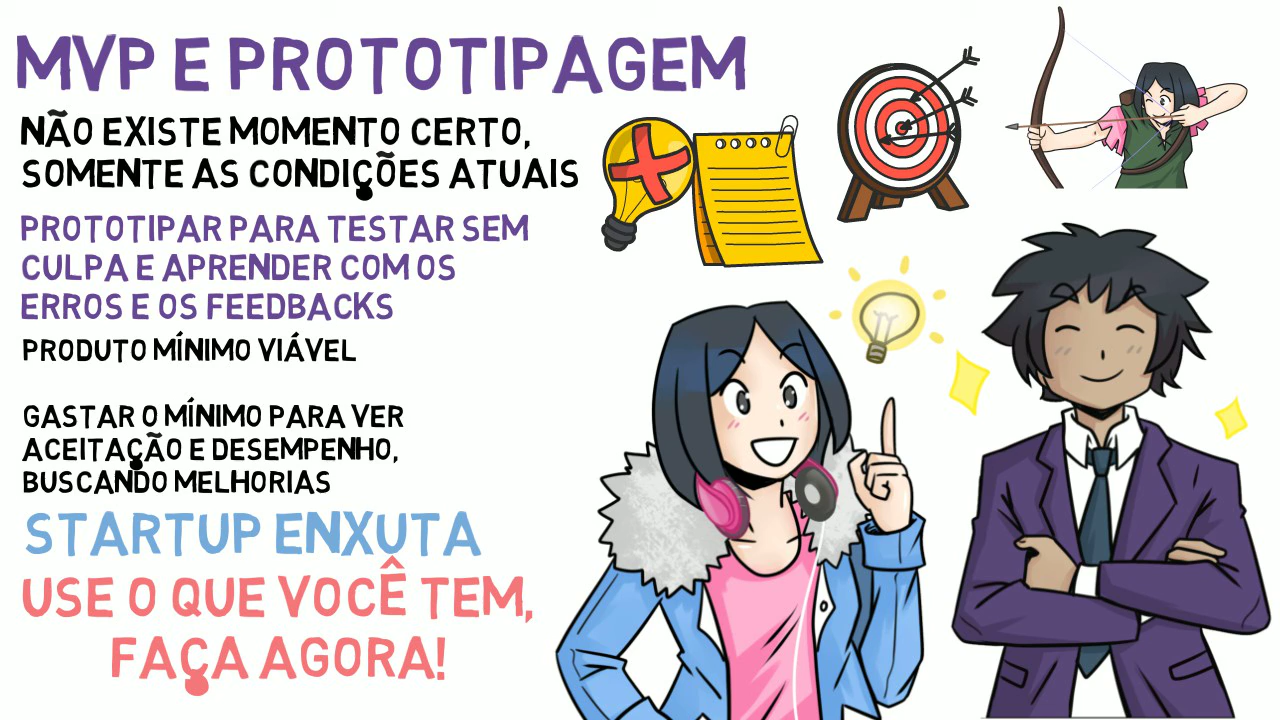 MVP E PROTOTIPAGEM
NÃO EXISTE MOMENTO CERTO,
SOMENTE AS CONDIÇÕES ATUAIS
PROTOTIPAR PARA TESTAR SEM
CULPA E APRENDER COM OS
ERROS E OS FEEDBACKS
PRODUTO MÍNIMO VIÁVEL
GASTAR O MÍNIMO PARA VER
ACEITAÇÃO E DESEMPENHO,
BUSCANDO MELHORIAS
STARTUP ENXUTA
USE O QUE VOCÊ TEM,
FAÇA AGORA!